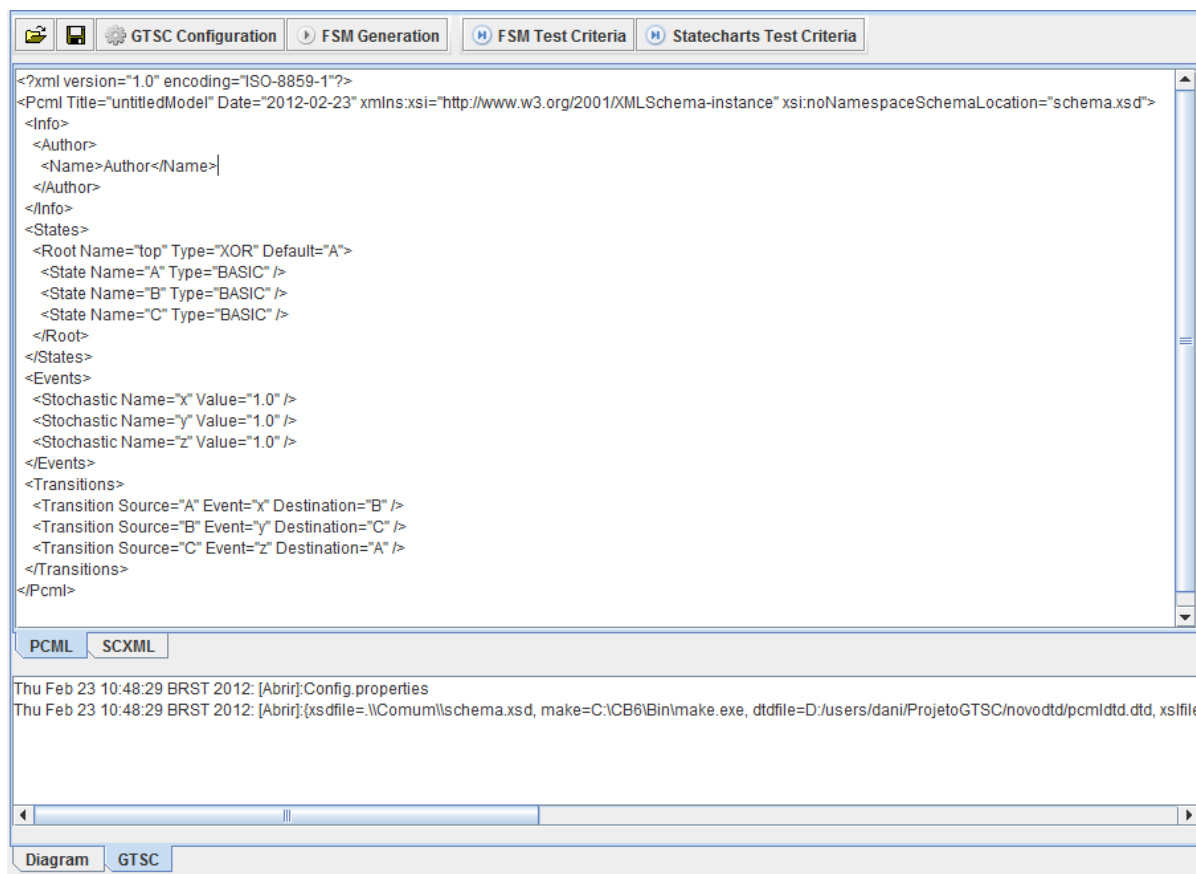 GTSC Configuration FSM Generation FSM Test Criteria Statecharts Test Criteria
<?xml version="1.0" encoding="ISO-8859-1"?>
<Pcml Title="untitledModel" Date="2012-02-23" xmlns:xsi="http://www.w3.org/2001/XMLSchema-instance" xsi:noNamespaceSchemaLocation="schema.xsd">
<Info>
<Author>
<Name>Author</Name>
</Author>
</Info>
<States>
<Root Name="top" Type="XOR" Default="A">
<State Name="A" Type="BASIC" />
<State Name="B" Type="BASIC" />
<State Name="C" Type="BASIC" />
</Root>
</States>
<Events>
<Stochastic Name="x" Value="1.0" />
<Stochastic Name="y" Value="1.0" />
<Stochastic Name="z" Value="1.0" />
</Events>
<Transitions>
<Transition Source="A" Event="x" Destination="B" />
<Transition Source="B" Event="y" Destination="C" />
<Transition Source="C" Event="z" Destination="A" />
</Transitions>
</Pcml>
PCML SCXML
Thu Feb 23 10:48:29 BRST 2012: [Abrir]:Config.properties
Thu Feb 23 10:48:29 BRST 2012: [Abrir]:{xsdfile=.\\Comum\\schema.xsd, make=C:\CB6\Bin\make.exe, dtdfile=D:/users/dani/ProjetoGTSC/novodtd/pcmldtd.dtd, xslfile
Diagram GTSC